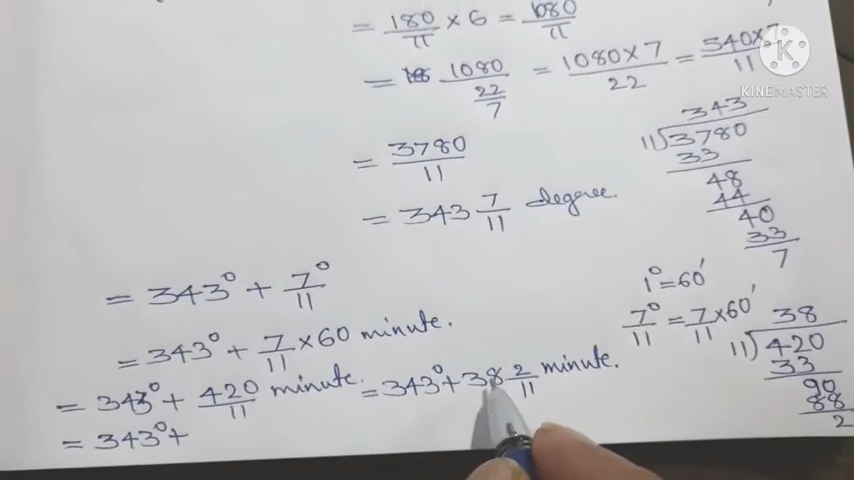 = 180/π × 6 = 1080/π
= 1080/(22/7) = 1080×7/22 = 540×7/11
KINEMASTER
= 3780/11
343
11)3780
33
48
44
40
33
7
= 343 7/11 degree.
= 343° + 7°/11
1° = 60′
= 343° + 7/11 × 60 minute.
7°/11 = 7/11 × 60′
38
11)420
33
90
88
2
= 343° + 420/11 minute. = 343° + 38 2/11 minute.
= 343° +